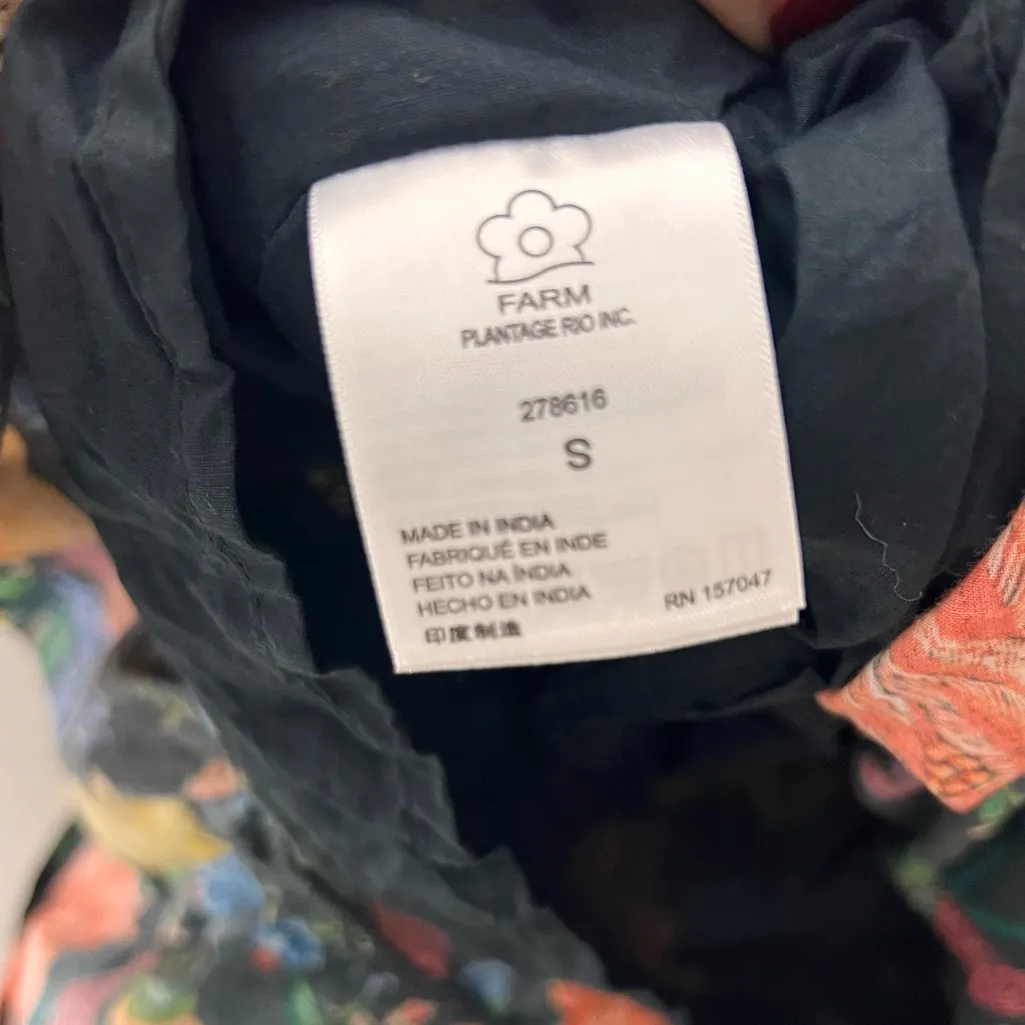 FARM
PLANTAGE RIO INC.
278616
S
MADE IN INDIA
FABRIQUÉ EN INDE
FEITO NA ÍNDIA
HECHO EN INDIA
印度制造
RN 157047